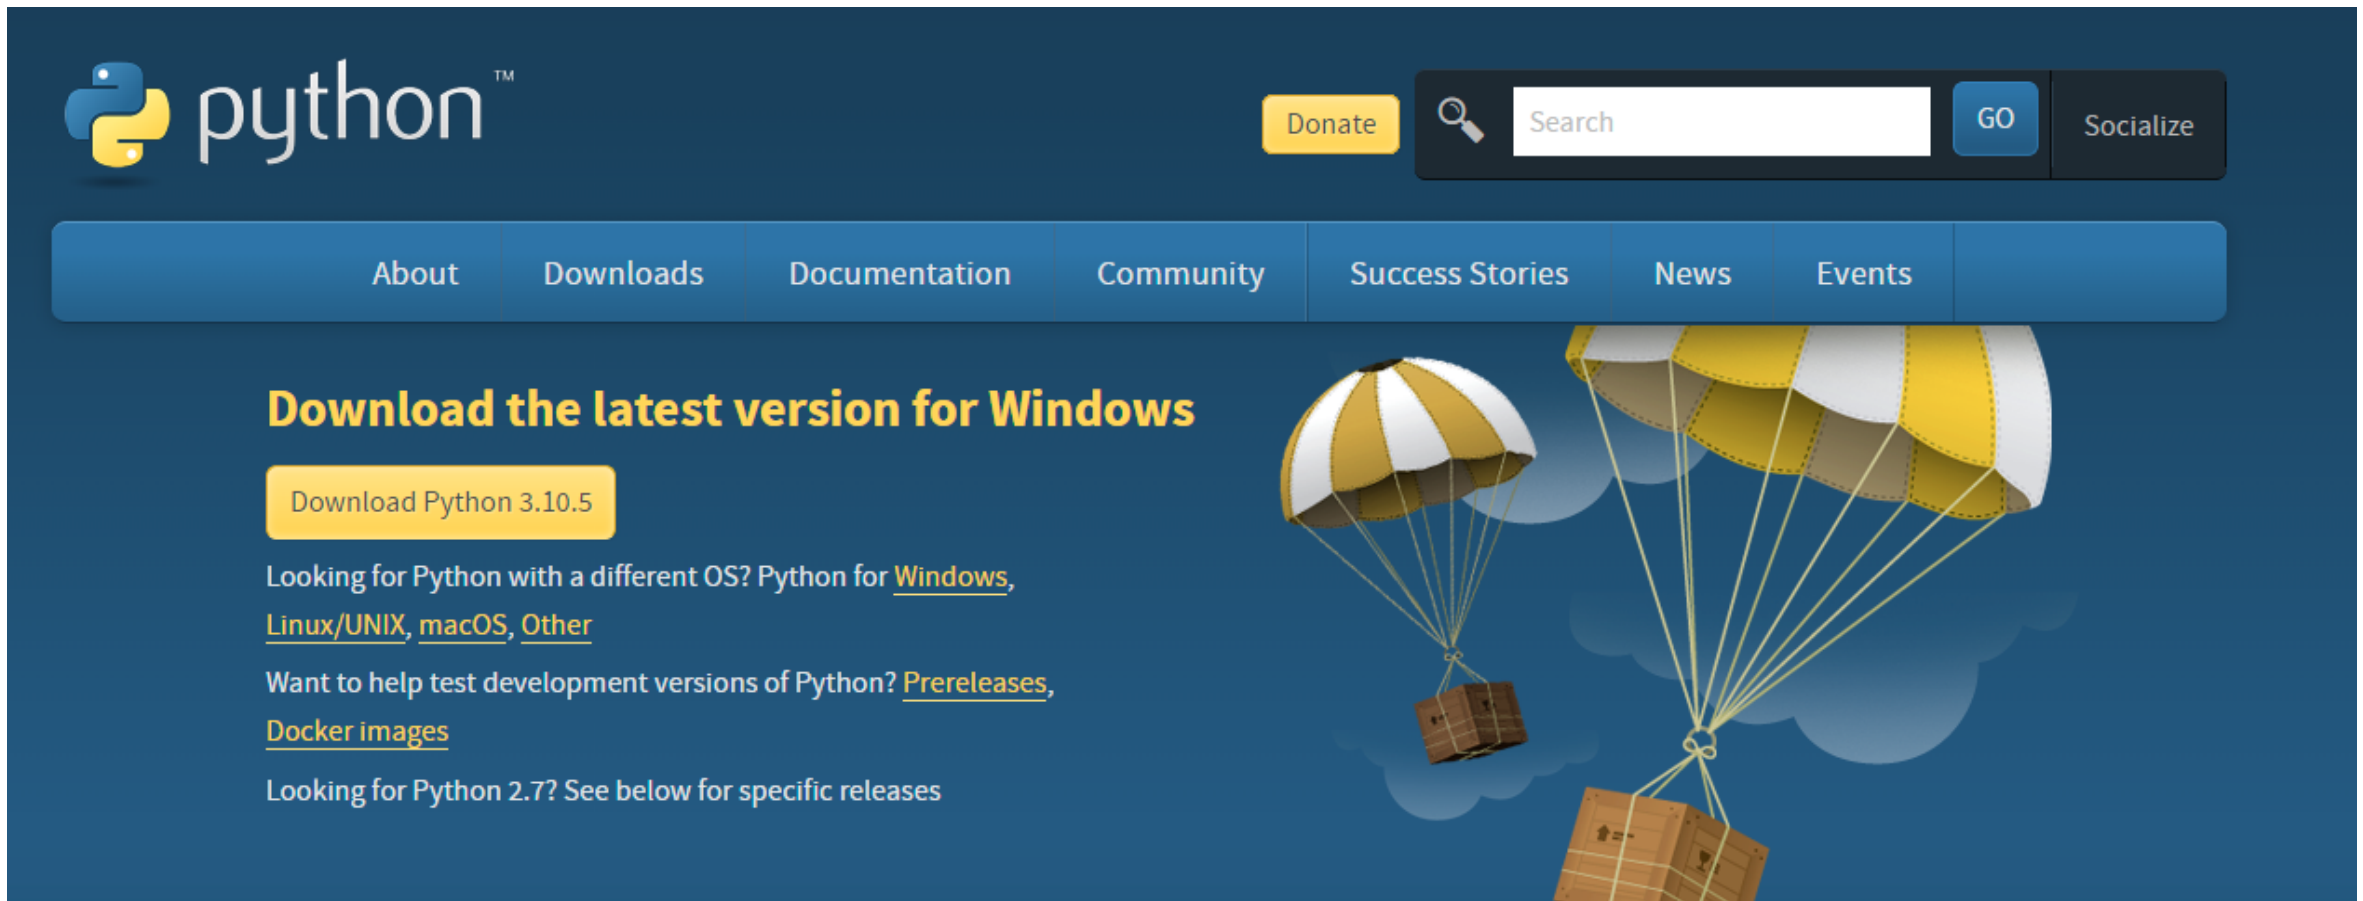 python™
Donate
Search
GO
Socialize
About
Downloads
Documentation
Community
Success Stories
News
Events
Download the latest version for Windows
Download Python 3.10.5
Looking for Python with a different OS? Python for Windows,
Linux/UNIX, macOS, Other
Want to help test development versions of Python? Prereleases,
Docker images
Looking for Python 2.7? See below for specific releases